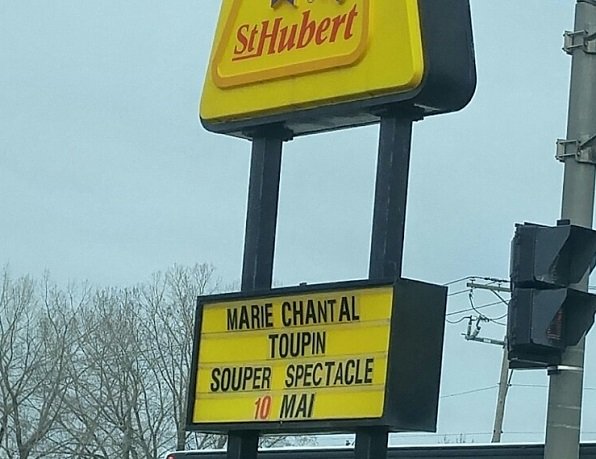 StHubert
MARIE CHANTAL
TOUPIN
SOUPER SPECTACLE
10 MAI